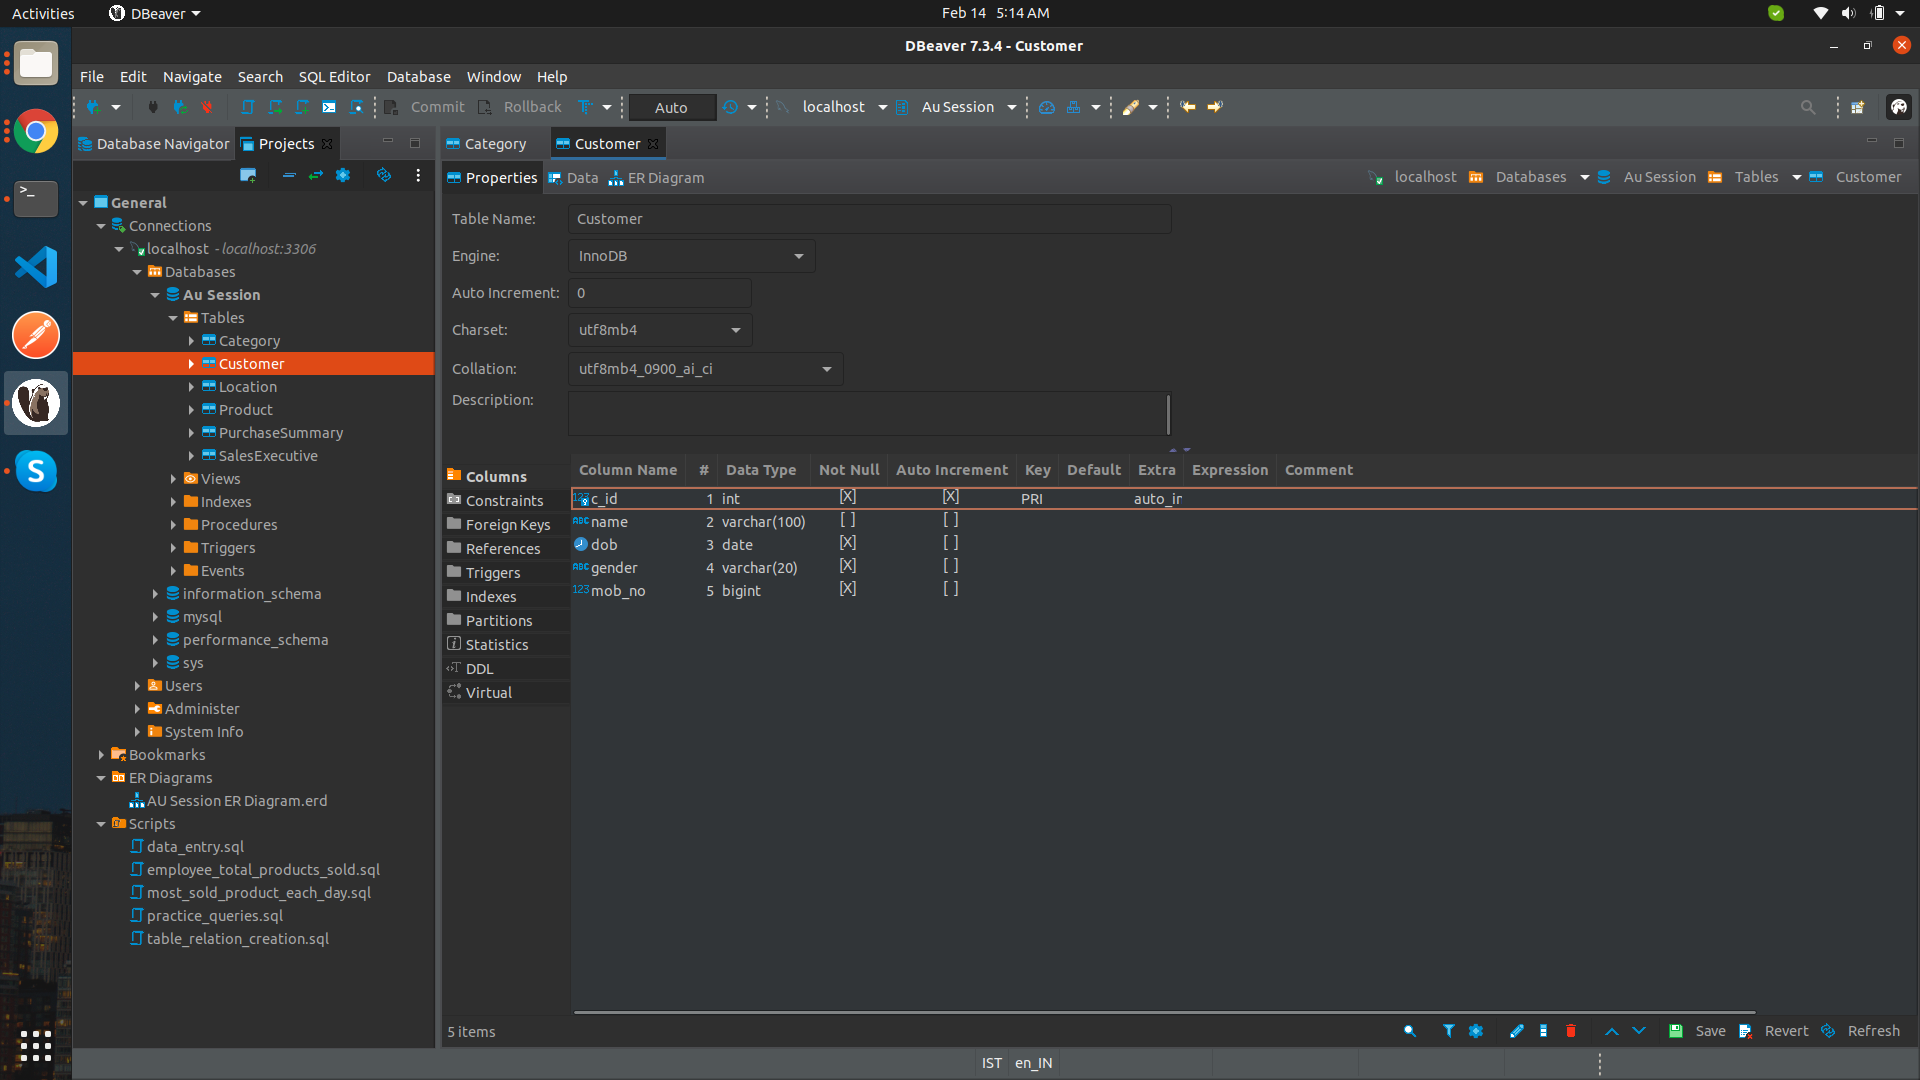 Activities DBeaver Feb 14 5:14 AM
DBeaver 7.3.4 - Customer
File Edit Navigate Search SQL Editor Database Window Help
Commit Rollback Auto localhost Au Session
Database Navigator Projects
General
Connections
localhost - localhost:3306
Databases
Au Session
Tables
Category
Customer
Location
Product
PurchaseSummary
SalesExecutive
Views
Indexes
Procedures
Triggers
Events
information_schema
mysql
performance_schema
sys
Users
Administer
System Info
Bookmarks
ER Diagrams
AU Session ER Diagram.erd
Scripts
data_entry.sql
employee_total_products_sold.sql
most_sold_product_each_day.sql
practice_queries.sql
table_relation_creation.sql
Category Customer
Properties Data ER Diagram localhost Databases Au Session Tables Customer
Table Name: Customer
Engine: InnoDB
Auto Increment: 0
Charset: utf8mb4
Collation: utf8mb4_0900_ai_ci
Description:
Columns
Constraints
Foreign Keys
References
Triggers
Indexes
Partitions
Statistics
DDL
Virtual
Column Name # Data Type Not Null Auto Increment Key Default Extra Expression Comment
123 c_id 1 int [X] [X] PRI auto_ir
ABC name 2 varchar(100) [ ] [ ]
dob 3 date [X] [ ]
ABC gender 4 varchar(20) [X] [ ]
123 mob_no 5 bigint [X] [ ]
5 items Save Revert Refresh
IST en_IN